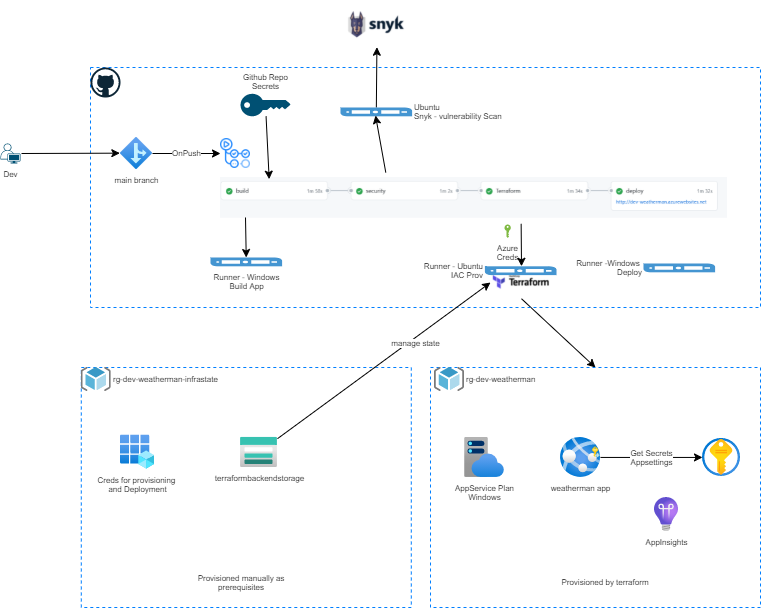 snyk
Github Repo
Secrets
Ubuntu
Snyk - vulnerability Scan
Dev
main branch
OnPush
build
1m 58s
security
1m 2s
Terraform
1m 34s
deploy
1m 32s
http://dev-weatherman.azurewebsites.net
Azure
Creds
Runner - Windows
Build App
Runner - Ubuntu
IAC Prov
Terraform
Runner -Windows
Deploy
manage state
rg-dev-weatherman-infrastate
Creds for provisioning
and Deployment
terraformbackendstorage
Provisioned manually as
prerequisites
rg-dev-weatherman
AppService Plan
Windows
weatherman app
Get Secrets
Appsettings
AppInsights
Provisioned by terraform